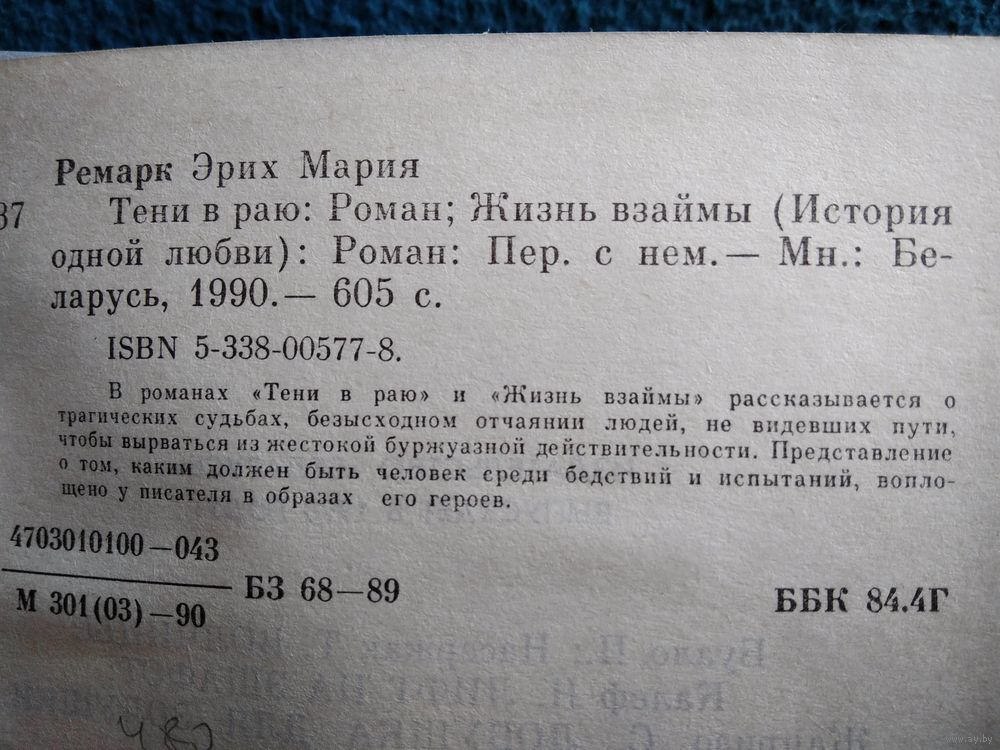 Ремарк Эрих Мария
37 Тени в раю: Роман; Жизнь взаймы (История
одной любви): Роман: Пер. с нем.— Мн.: Бе-
ларусь, 1990.— 605 с.
ISBN 5-338-00577-8.
В романах «Тени в раю» и «Жизнь взаймы» рассказывается о
трагических судьбах, безысходном отчаянии людей, не видевших пути,
чтобы вырваться из жестокой буржуазной действительности. Представление
о том, каким должен быть человек среди бедствий и испытаний, вопло-
щено у писателя в образах его героев.
4703010100—043
М 301(03)—90
БЗ 68—89
ББК 84.4Г
www.ay.by